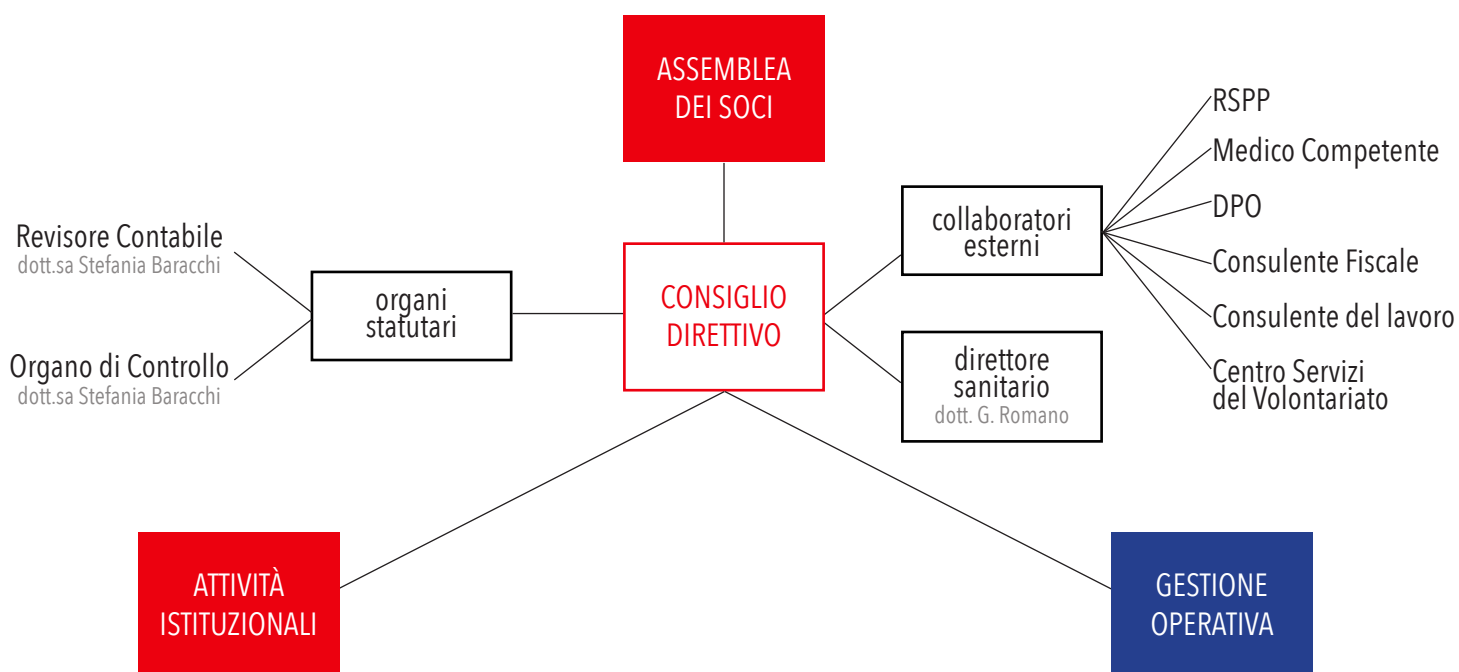 ASSEMBLEA
DEI SOCI
Revisore Contabile
dott.sa Stefania Baracchi
Organo di Controllo
dott.sa Stefania Baracchi
organi
statutari
CONSIGLIO
DIRETTIVO
collaboratori
esterni
direttore
sanitario
dott. G. Romano
RSPP
Medico Competente
DPO
Consulente Fiscale
Consulente del lavoro
Centro Servizi
del Volontariato
ATTIVITÀ
ISTITUZIONALI
GESTIONE
OPERATIVA